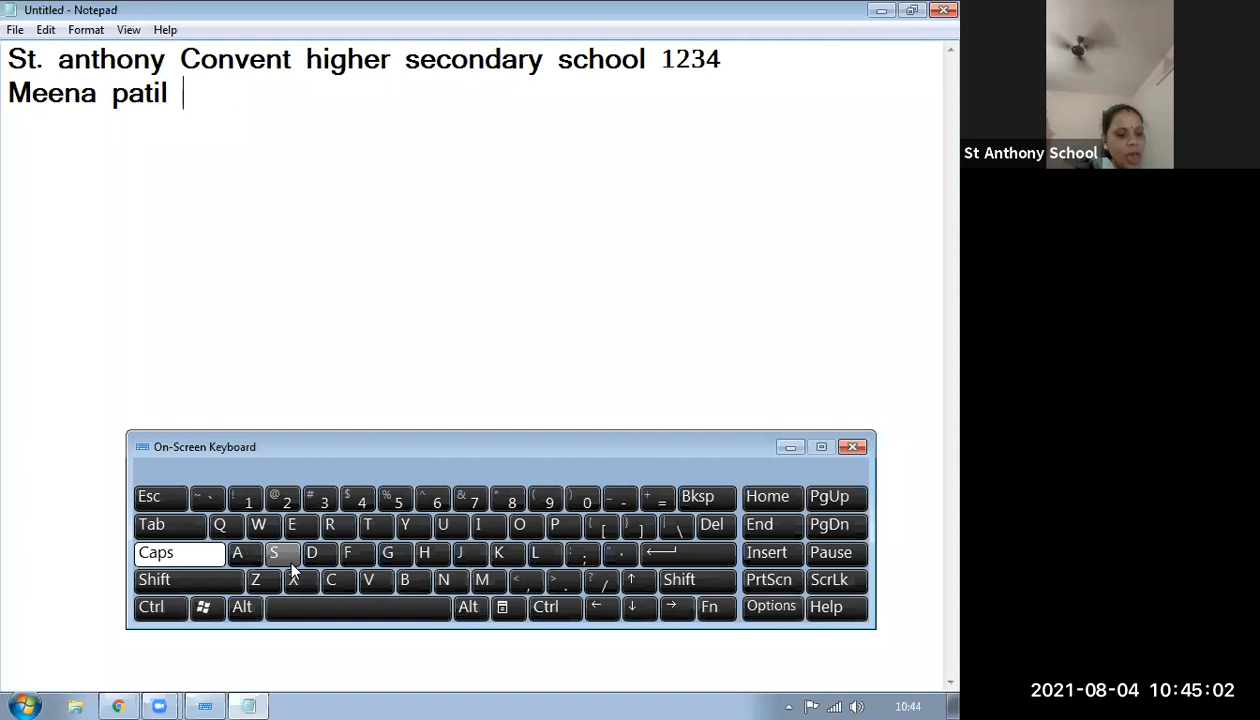 Untitled - Notepad
File Edit Format View Help
St. anthony Convent higher secondary school 1234
Meena patil
St Anthony School
On-Screen Keyboard
Esc ~ ` ! 1 @ 2 # 3 $ 4 % 5 ^ 6 & 7 * 8 ( 9 ) 0 _ - + = Bksp Home PgUp
Tab Q W E R T Y U I O P { [ } ] | \ Del End PgDn
Caps A S D F G H J K L : ; " ' Insert Pause
Shift Z X C V B N M < , > . ? / ↑ Shift PrtScn ScrLk
Ctrl Alt Alt Ctrl ← ↓ → Fn Options Help
10:44
2021-08-04 10:45:02